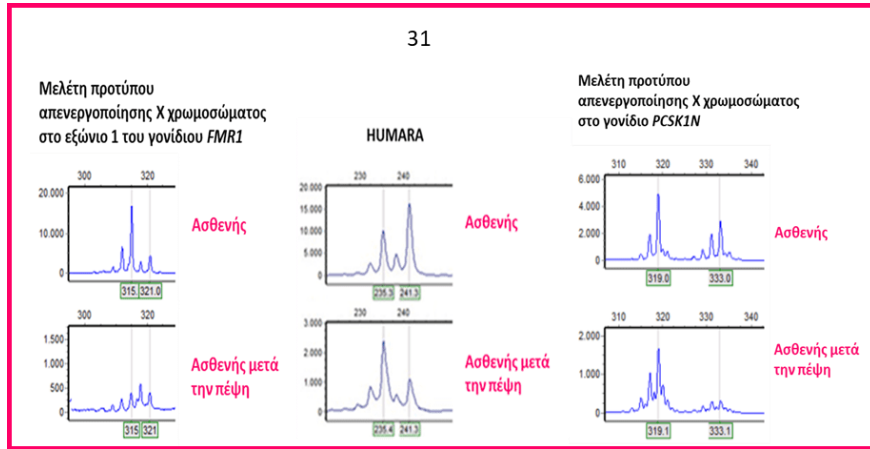 31
Μελέτη προτύπου
απενεργοποίησης Χ χρωμοσώματος
στο εξώνιο 1 του γονίδιου FMR1
HUMARA
Μελέτη προτύπου
απενεργοποίησης Χ χρωμοσώματος
στο γονίδιο PCSK1N
300 320
20.000
10.000
0
315. 321.0
Ασθενής
230 240
20.000
15.000
10.000
5.000
0
235.3 241.3
Ασθενής
310 320 330 340
6.000
4.000
2.000
0
319.0 333.0
Ασθενής
300 320
1.500
1.000
500
0
315 321
Ασθενής μετά
την πέψη
230 240
3.000
2.000
1.000
0
235.4 241.3
Ασθενής μετά
την πέψη
310 320 330 340
2.000
1.000
0
319.1 333.1
Ασθενής μετά
την πέψη